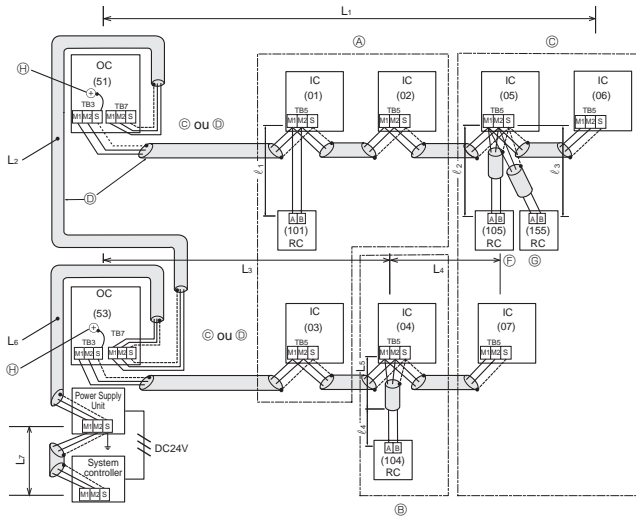 L1
Ⓐ
Ⓒ
Ⓗ
OC
(51)
TB3
TB7
M1 M2 S
M1 M2 S
IC
(01)
TB5
M1 M2 S
IC
(02)
TB5
M1 M2 S
IC
(05)
TB5
M1 M2 S
IC
(06)
TB5
M1 M2 S
Ⓒ ou Ⓓ
L2
Ⓓ
ℓ1
ℓ2
ℓ3
A B
(101)
RC
A B
(105)
RC
A B
(155)
RC
Ⓕ
Ⓖ
L3
L4
OC
(53)
Ⓗ
TB3
TB7
M1 M2 S
M1 M2 S
Ⓒ ou Ⓓ
IC
(03)
TB5
M1 M2 S
IC
(04)
TB5
M1 M2 S
IC
(07)
TB5
M1 M2 S
L6
L5
ℓ4
Power Supply
Unit
M1 M2 S
DC24V
L7
System
controller
M1 M2 S
A B
(104)
RC
Ⓑ